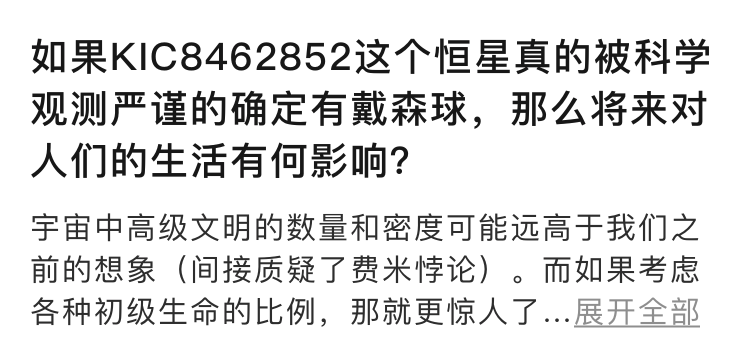 如果KIC8462852这个恒星真的被科学
观测严谨的确定有戴森球，那么将来对
人们的生活有何影响？
宇宙中高级文明的数量和密度可能远高于我们之
前的想象（间接质疑了费米悖论）。而如果考虑
各种初级生命的比例，那就更惊人了...展开全部